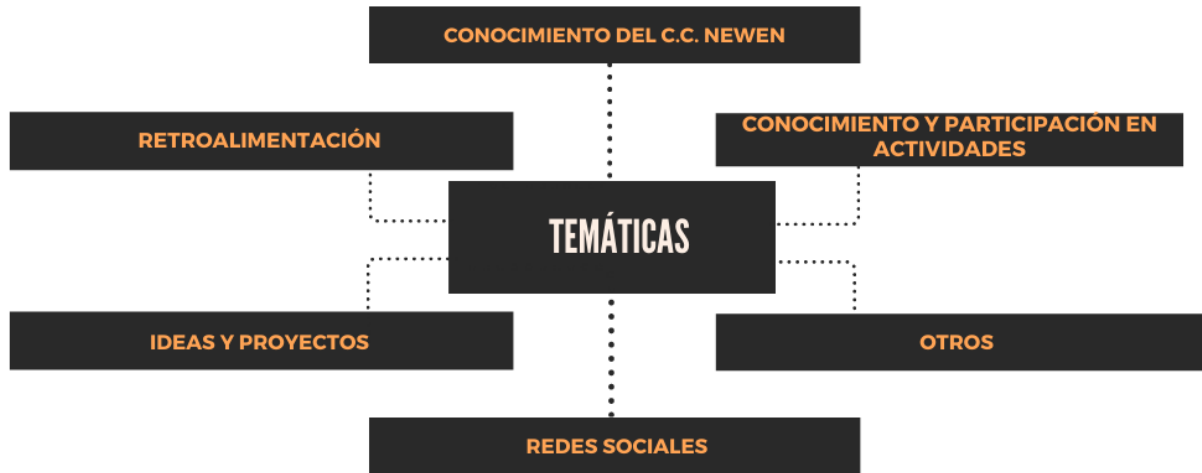 CONOCIMIENTO DEL C.C. NEWEN
RETROALIMENTACIÓN
CONOCIMIENTO Y PARTICIPACIÓN EN
ACTIVIDADES
TEMÁTICAS
IDEAS Y PROYECTOS
OTROS
REDES SOCIALES